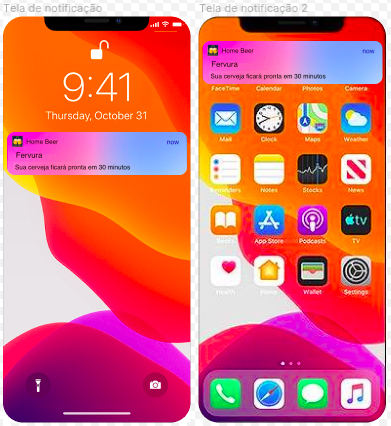 Tela de notificação
9:41
Thursday, October 31
Home Beer now
Fervura
Sua cerveja ficará pronta em 30 minutos
Tela de notificação 2
Home Beer now
Fervura
Sua cerveja ficará pronta em 30 minutos
FaceTime Calendar Photos Camera
Mail Clock Maps Weather
Reminders Notes Stocks News
Books App Store Podcasts TV
tv
Health Home Wallet Settings